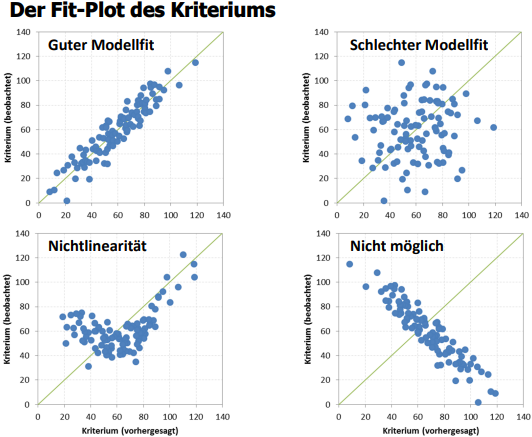 Der Fit-Plot des Kriteriums
Guter Modellfit
Kriterium (beobachtet)
140
120
100
80
60
40
20
0
0 20 40 60 80 100 120 140
Schlechter Modellfit
Kriterium (beobachtet)
140
120
100
80
60
40
20
0
0 20 40 60 80 100 120 140
Nichtlinearität
Kriterium (beobachtet)
140
120
100
80
60
40
20
0
0 20 40 60 80 100 120 140
Kriterium (vorhergesagt)
Nicht möglich
Kriterium (beobachtet)
140
120
100
80
60
40
20
0
0 20 40 60 80 100 120 140
Kriterium (vorhergesagt)